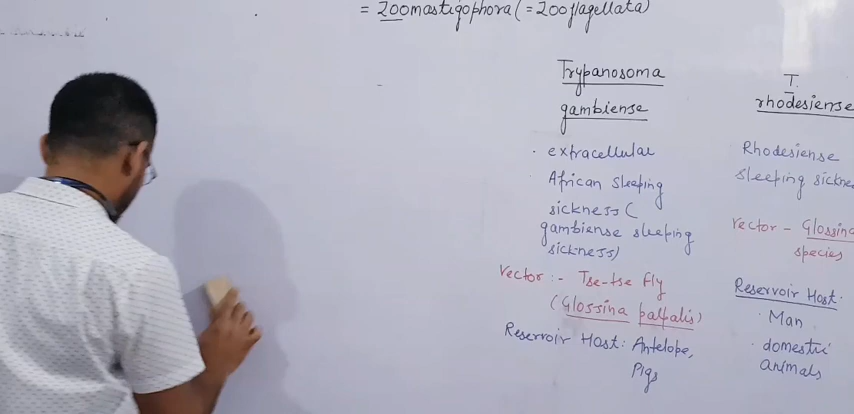 = Zoomastigophora (= Zooflagellata)
Trypanosoma
gambiense
· extracellular
African Sleeping
sickness (
gambiense sleeping
sickness)
Vector :- Tse-tse Fly
(Glossina palpalis)
Reservoir Host: Antelope,
Pigs
T.
rhodesiense
Rhodesiense
sleeping sickne
Vector - Glossina
species
Reservoir Host·
· Man
· domestic
animals